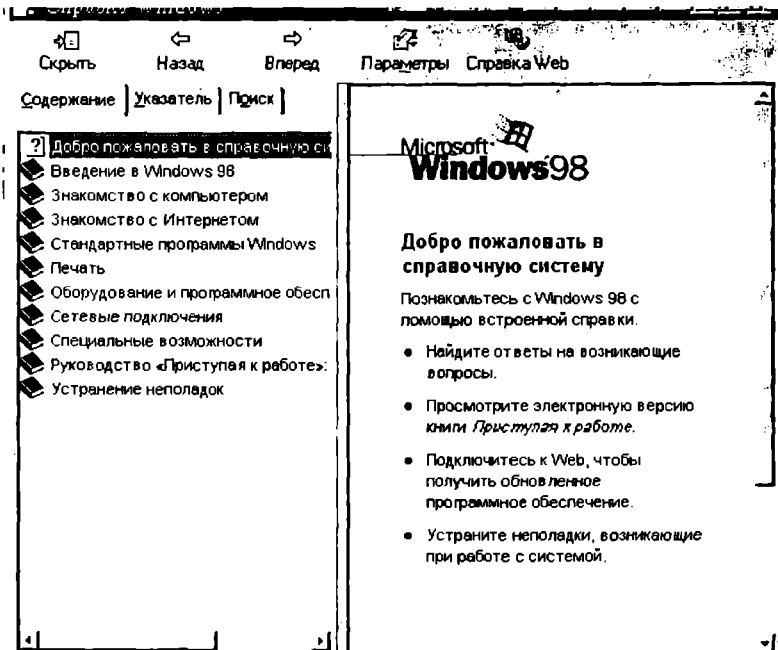 Справка Windows
Скрыть Назад Вперед Параметры Справка Web
Содержание Указатель Поиск
Добро пожаловать в справочную си
Введение в Windows 98
Знакомство с компьютером
Знакомство с Интернетом
Стандартные программы Windows
Печать
Оборудование и программное обесп
Сетевые подключения
Специальные возможности
Руководство «Приступая к работе»:
Устранение неполадок
Microsoft
Windows98
Добро пожаловать в
справочную систему
Познакомьтесь с Windows 98 с
помощью встроенной справки.
Найдите ответы на возникающие
вопросы.
Просмотрите электронную версию
книги Приступая к работе.
Подключитесь к Web, чтобы
получить обновленное
программное обеспечение.
Устраните неполадки, возникающие
при работе с системой.